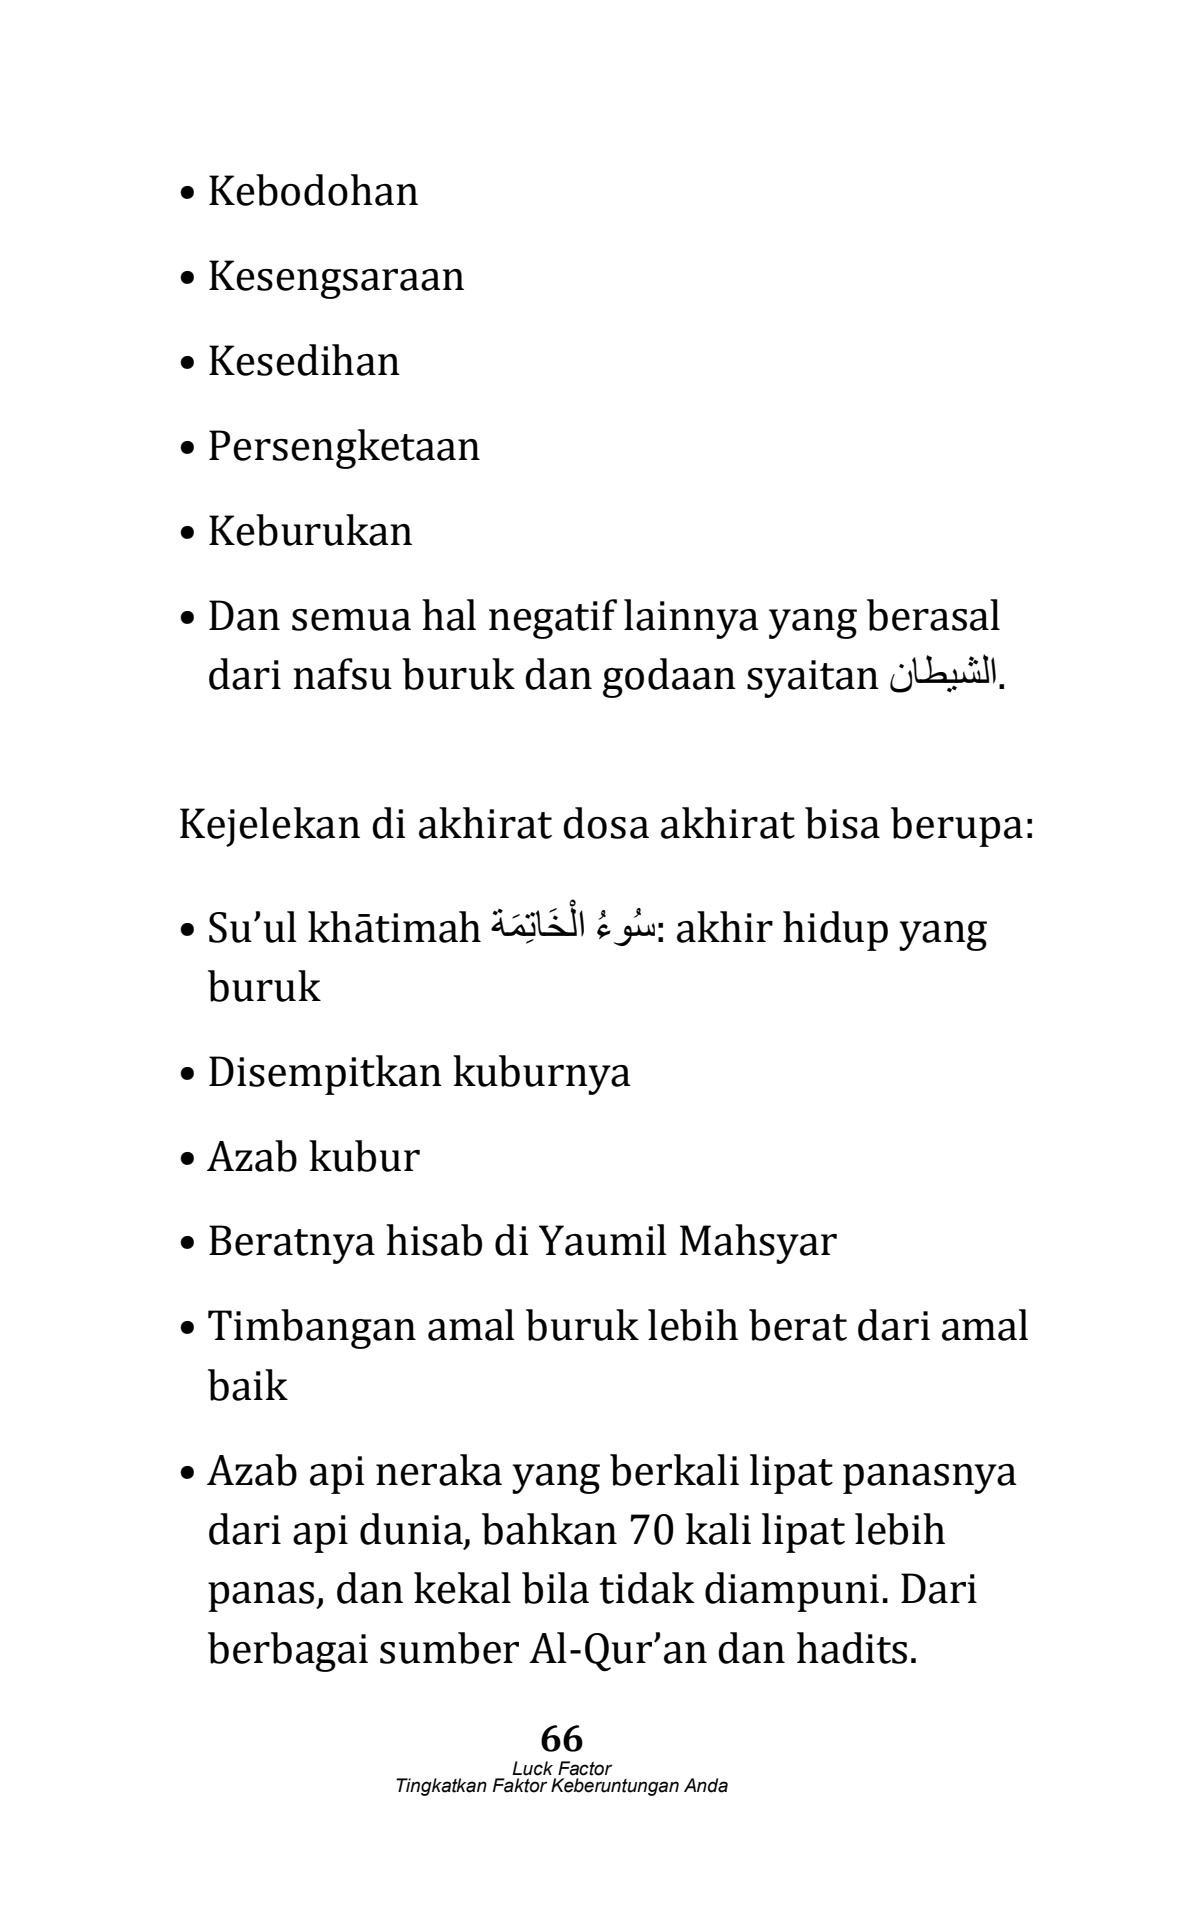 • Kebodohan
• Kesengsaraan
• Kesedihan
• Persengketaan
• Keburukan
• Dan semua hal negatif lainnya yang berasal
dari nafsu buruk dan godaan syaitan الشيطان.
Kejelekan di akhirat dosa akhirat bisa berupa:
• Su’ul khātimah سُوءُ الْخَاتِمَة: akhir hidup yang
buruk
• Disempitkan kuburnya
• Azab kubur
• Beratnya hisab di Yaumil Mahsyar
• Timbangan amal buruk lebih berat dari amal
baik
• Azab api neraka yang berkali lipat panasnya
dari api dunia, bahkan 70 kali lipat lebih
panas, dan kekal bila tidak diampuni. Dari
berbagai sumber Al-Qur’an dan hadits.
66
Luck Factor
Tingkatkan Faktor Keberuntungan Anda